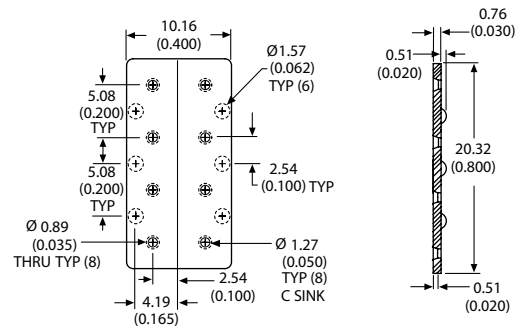 10.16
(0.400)
Ø1.57
(0.062)
TYP (6)
5.08
(0.200)
TYP
5.08
(0.200)
TYP
2.54
(0.100) TYP
Ø 0.89
(0.035)
THRU TYP (8)
Ø 1.27
(0.050)
TYP (8)
C SINK
2.54
(0.100)
4.19
(0.165)
0.76
(0.030)
0.51
(0.020)
20.32
(0.800)
0.51
(0.020)